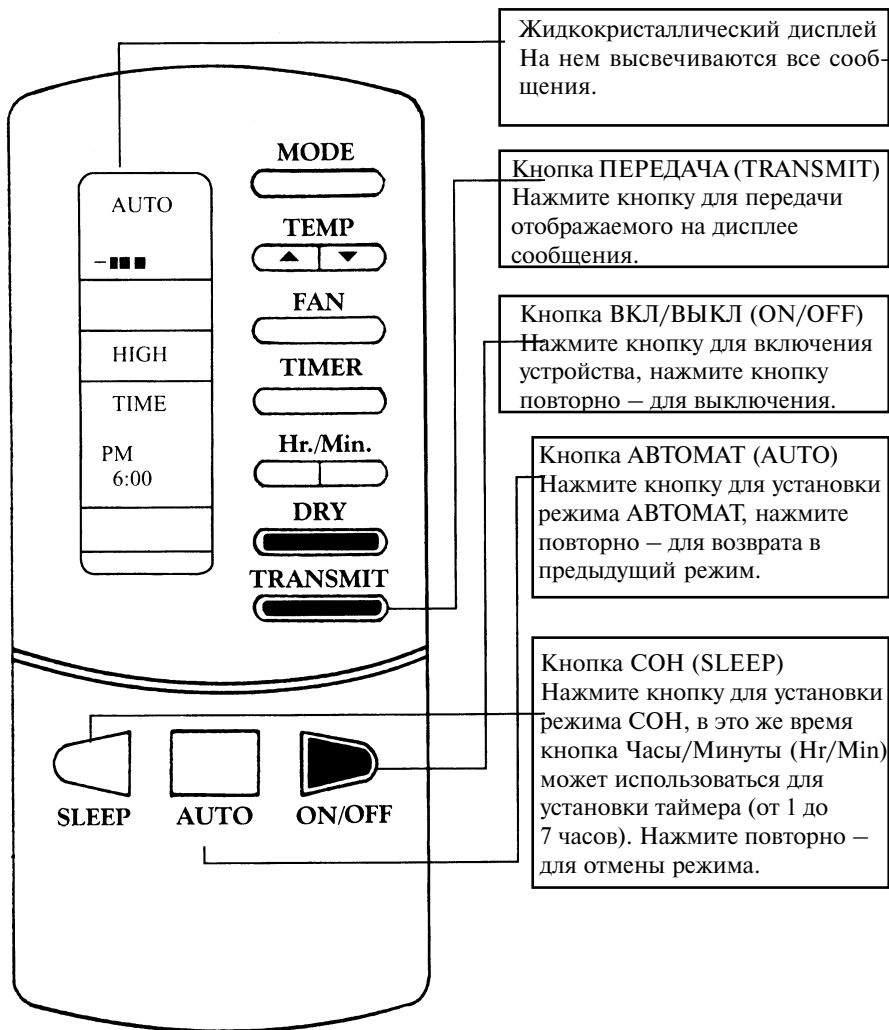 Жидкокристаллический дисплей
На нем высвечиваются все сооб-
щения.
Кнопка ПЕРЕДАЧА (TRANSMIT)
Нажмите кнопку для передачи
отображаемого на дисплее
сообщения.
Кнопка ВКЛ/ВЫКЛ (ON/OFF)
Нажмите кнопку для включения
устройства, нажмите кнопку
повторно – для выключения.
Кнопка АВТОМАТ (AUTO)
Нажмите кнопку для установки
режима АВТОМАТ, нажмите
повторно – для возврата в
предыдущий режим.
Кнопка СОН (SLEEP)
Нажмите кнопку для установки
режима СОН, в это же время
кнопка Часы/Минуты (Hr/Min)
может использоваться для
установки таймера (от 1 до
7 часов). Нажмите повторно –
для отмены режима.
AUTO
HIGH
TIME
PM
6:00
MODE
TEMP
FAN
TIMER
Hr./Min.
DRY
TRANSMIT
SLEEP AUTO ON/OFF